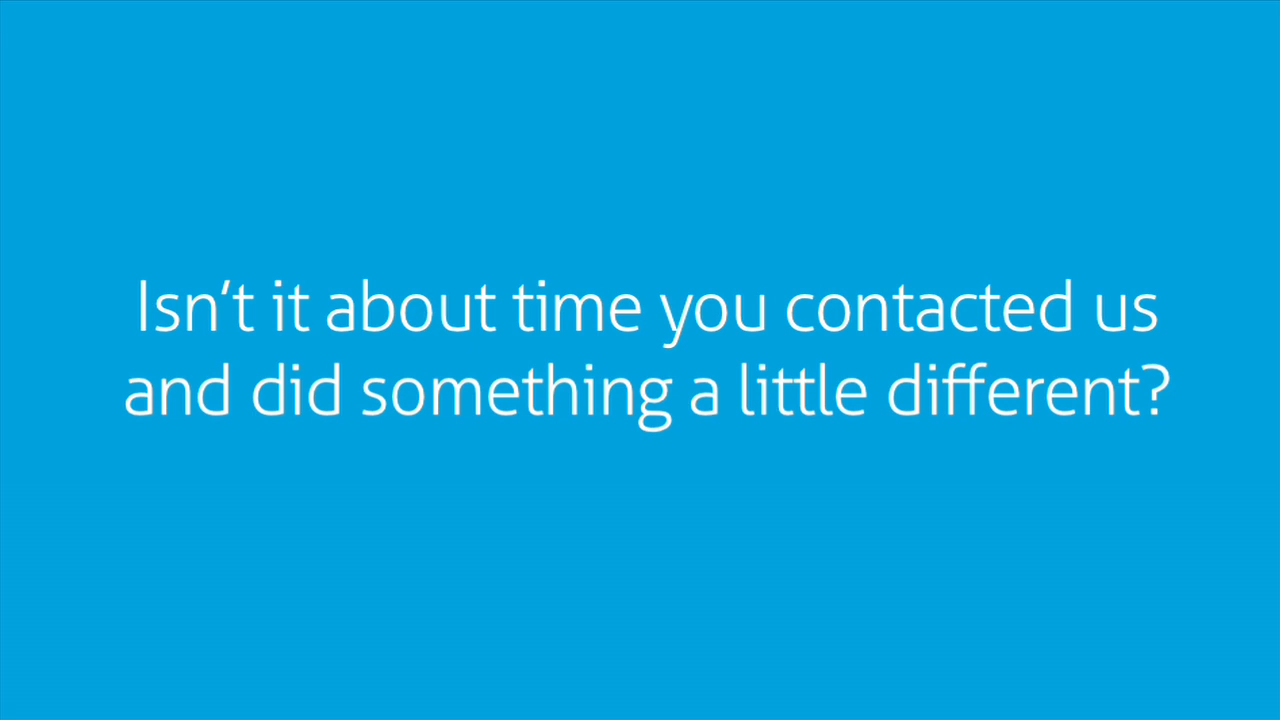 Isn’t it about time you contacted us
and did something a little different?